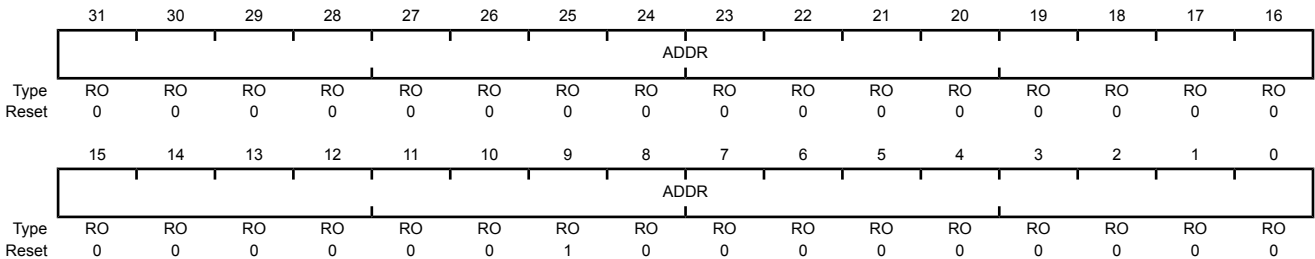 31 30 29 28 27 26 25 24 23 22 21 20 19 18 17 16
ADDR
Type RO RO RO RO RO RO RO RO RO RO RO RO RO RO RO RO
Reset 0 0 0 0 0 0 0 0 0 0 0 0 0 0 0 0
15 14 13 12 11 10 9 8 7 6 5 4 3 2 1 0
ADDR
Type RO RO RO RO RO RO RO RO RO RO RO RO RO RO RO RO
Reset 0 0 0 0 0 0 1 0 0 0 0 0 0 0 0 0